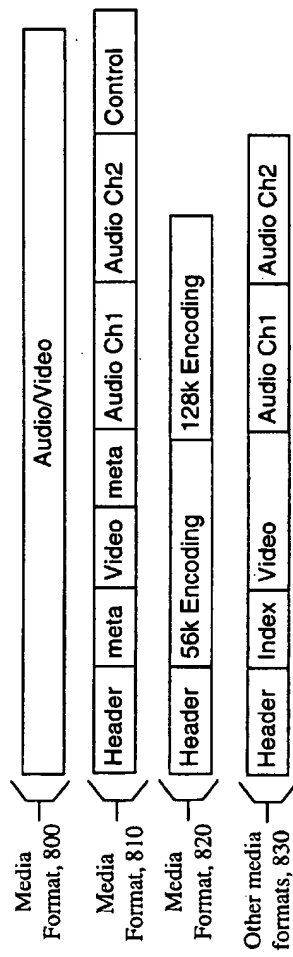 Media
Format, 800
Audio/Video
Media
Format, 810
Header meta Video meta Audio Ch1 Audio Ch2 Control
Media
Format, 820
Header 56k Encoding 128k Encoding
Other media
formats, 830
Header Index Video Audio Ch1 Audio Ch2